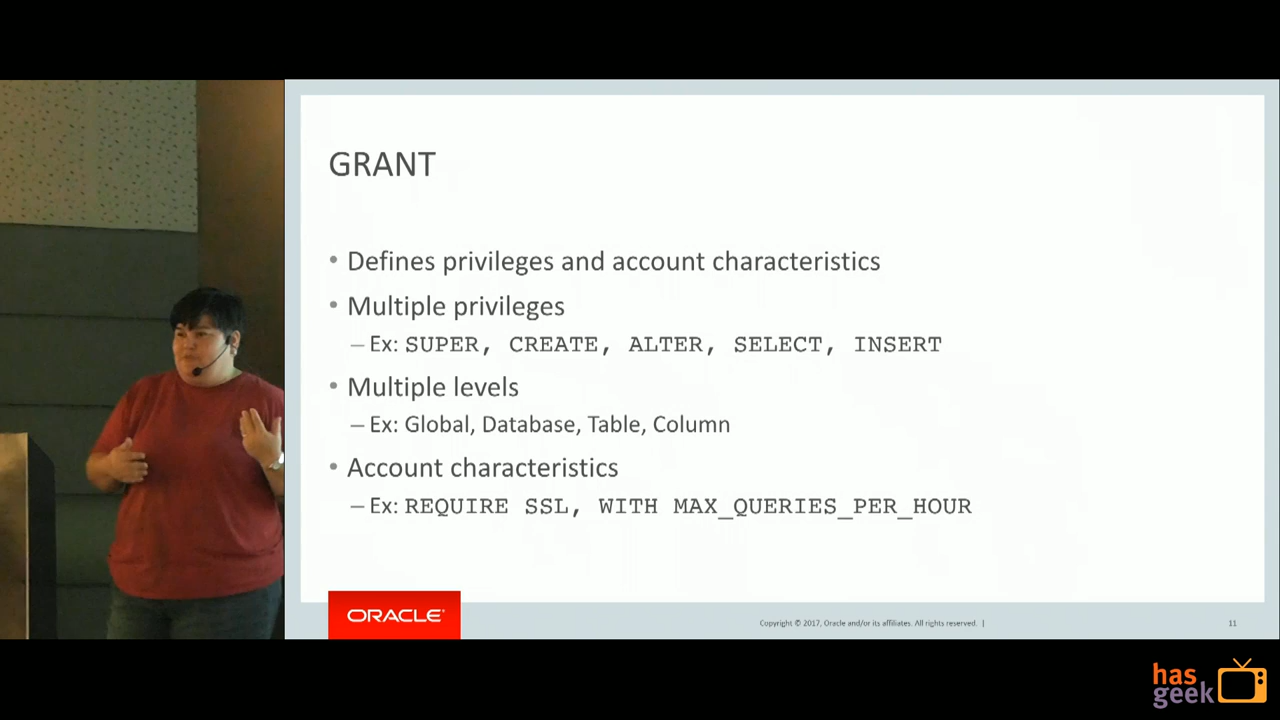 GRANT
• Defines privileges and account characteristics
• Multiple privileges
– Ex: SUPER, CREATE, ALTER, SELECT, INSERT
• Multiple levels
– Ex: Global, Database, Table, Column
• Account characteristics
– Ex: REQUIRE SSL, WITH MAX_QUERIES_PER_HOUR
ORACLE
Copyright © 2017, Oracle and/or its affiliates. All rights reserved. |
11
has
geek